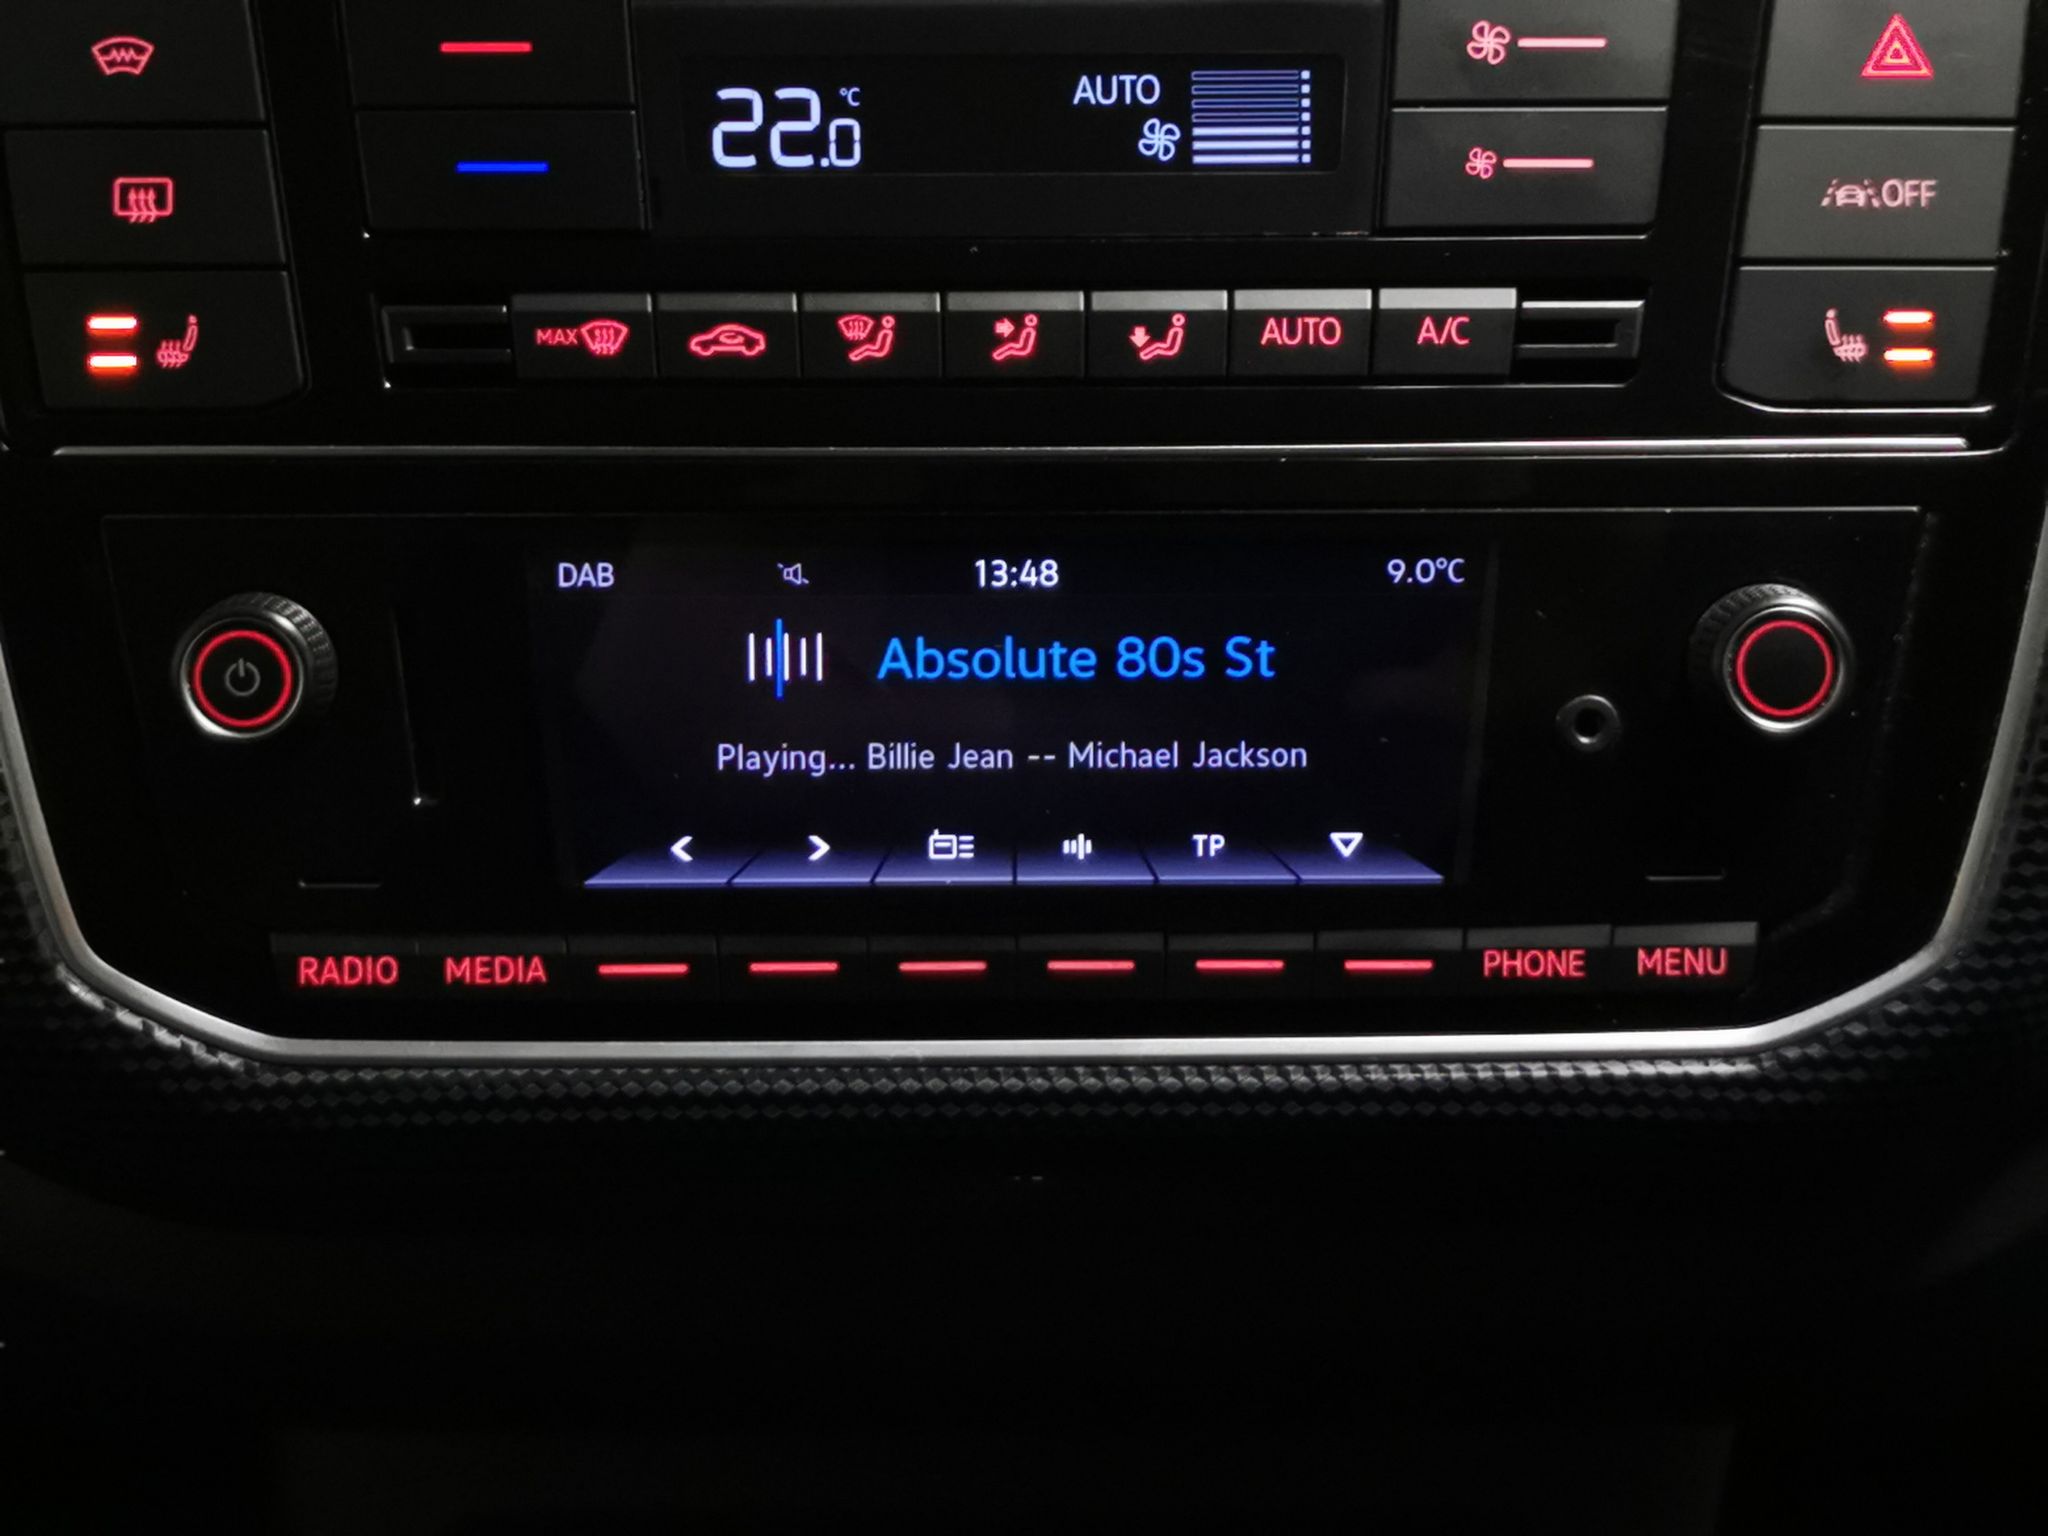 22.0 °C
AUTO
OFF
MAX
AUTO
A/C
DAB
13:48
9.0°C
Absolute 80s St
Playing... Billie Jean -- Michael Jackson
TP
RADIO
MEDIA
PHONE
MENU